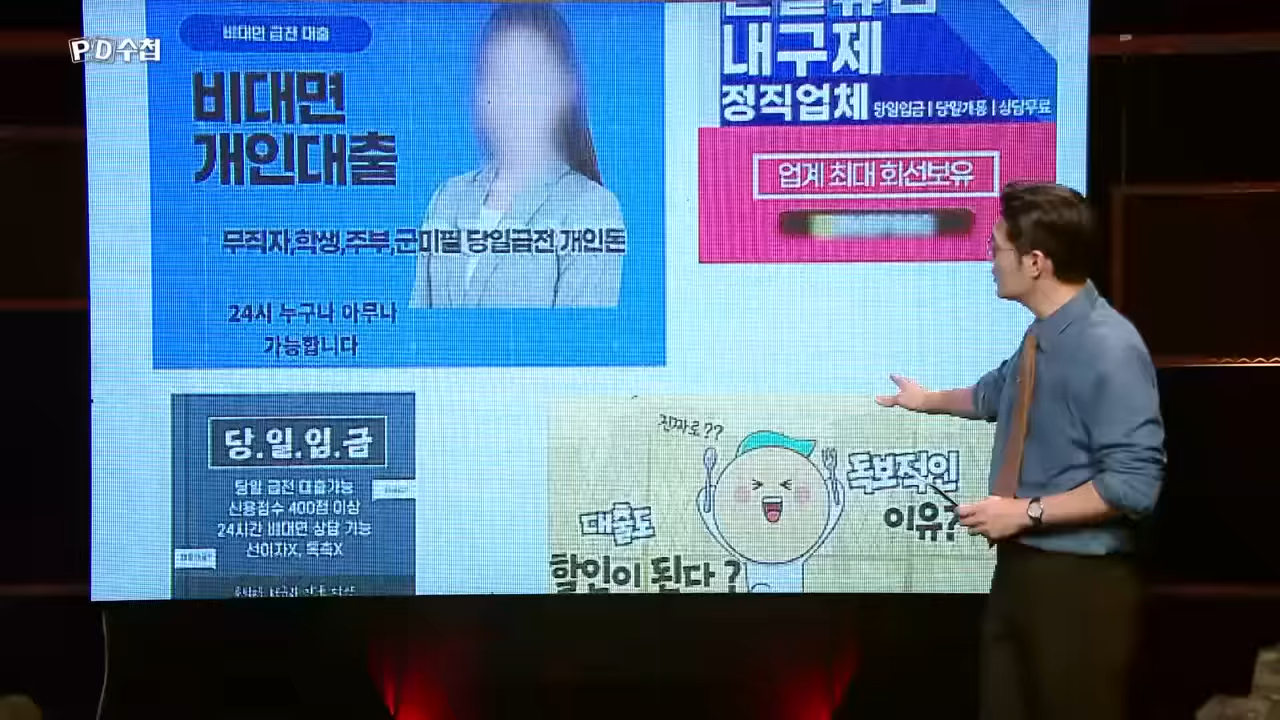 PD수첩
비대면 급전 대출
비대면
개인대출
무직자,학생,주부,군미필 당일급전 개인돈
24시 누구나 아무나
가능합니다
내구제
정직업체 당일입금 | 당일개통 | 상담무료
업계 최대 회선보유
당.일.입.금
당일 급전 대출가능
신용점수 400점 이상
24시간 비대면 상담 가능
선이자X, 독촉X
진짜로??
대출도
할인이 된다?
독보적인
이유?